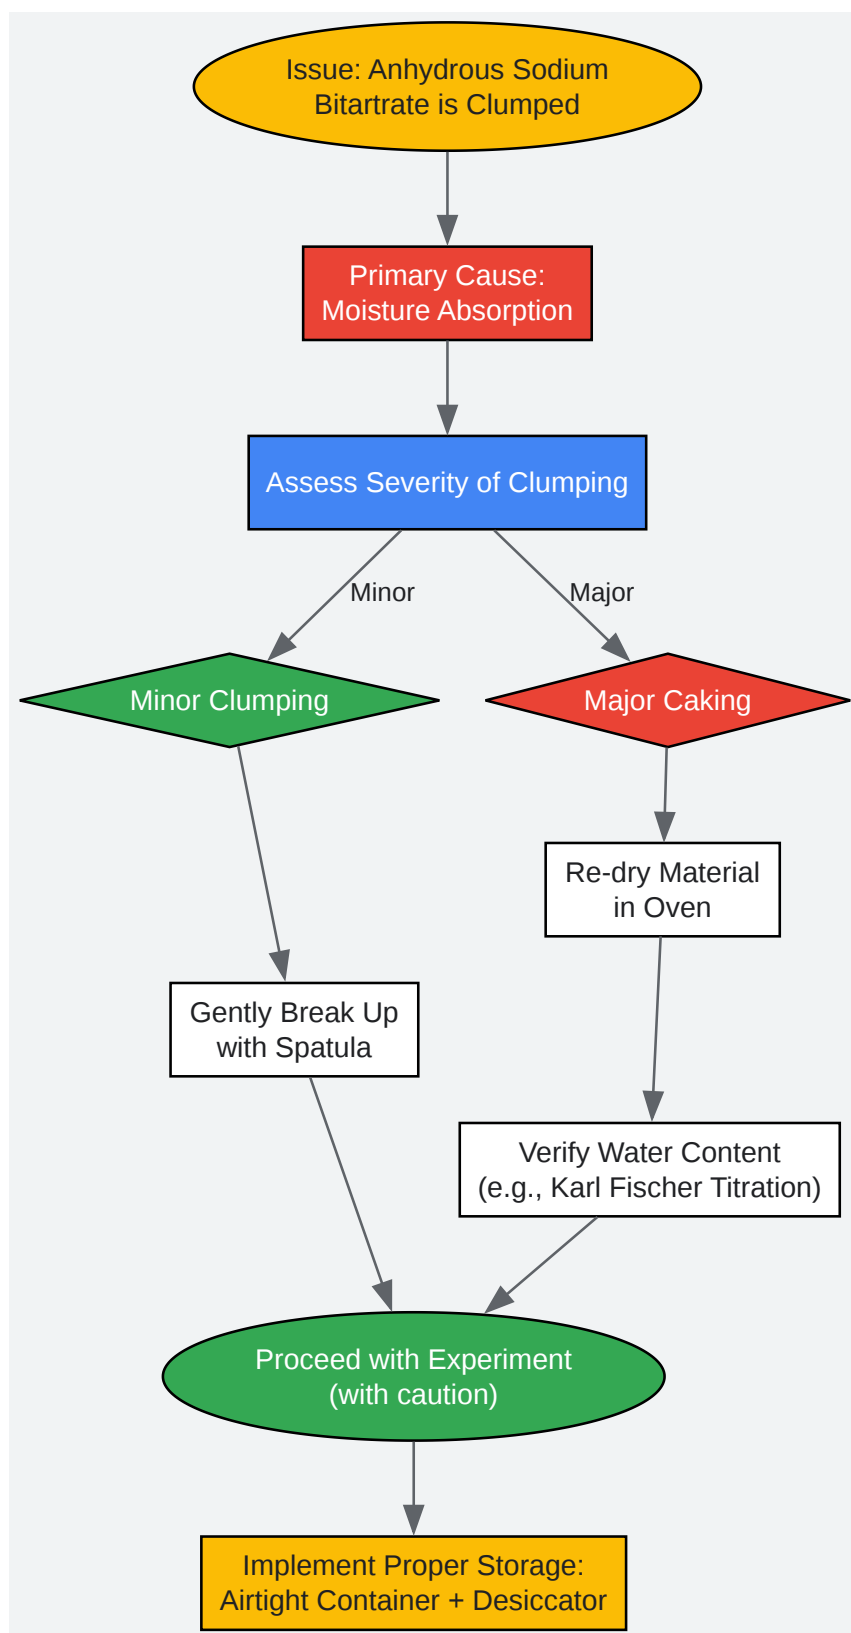 Issue: Anhydrous Sodium
Bitartrate is Clumped
Primary Cause:
Moisture Absorption
Assess Severity of Clumping
Minor
Major
Minor Clumping
Major Caking
Re-dry Material
in Oven
Gently Break Up
with Spatula
Verify Water Content
(e.g., Karl Fischer Titration)
Proceed with Experiment
(with caution)
Implement Proper Storage:
Airtight Container + Desiccator